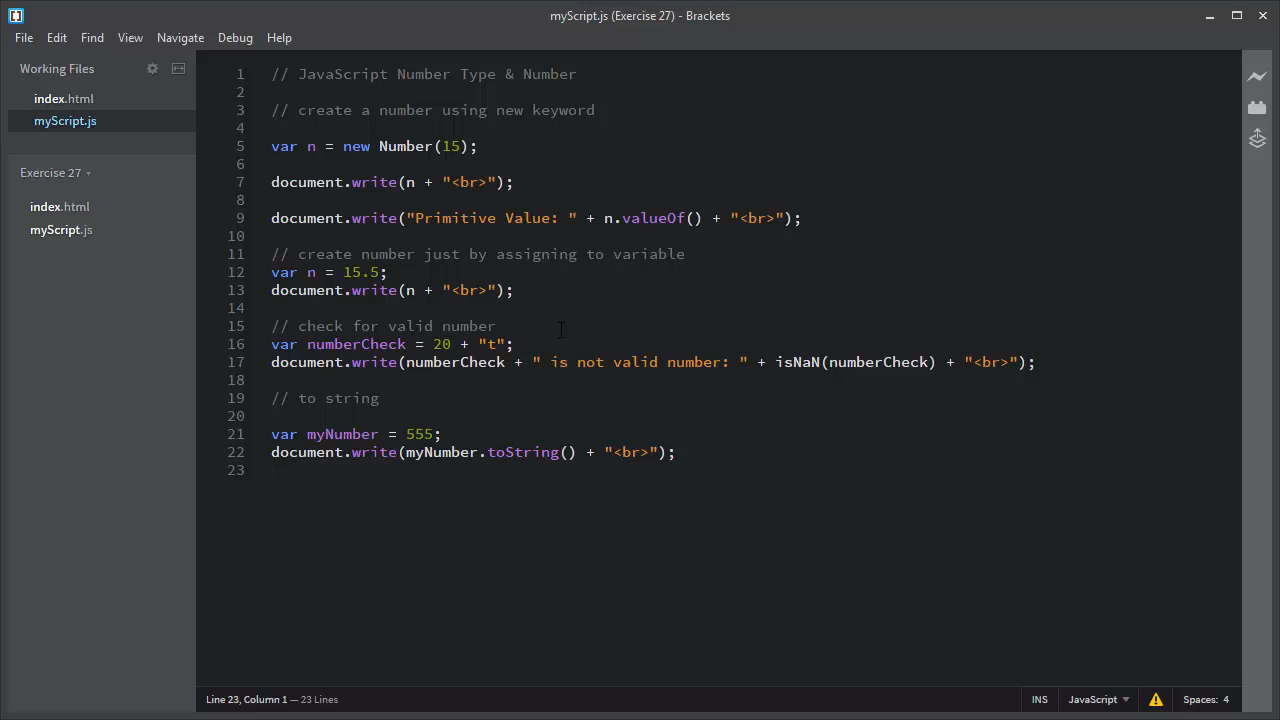 myScript.js (Exercise 27) - Brackets
File Edit Find View Navigate Debug Help
Working Files
index.html
myScript.js
Exercise 27
index.html
myScript.js
1 // JavaScript Number Type & Number
2
3 // create a number using new keyword
4
5 var n = new Number(15);
6
7 document.write(n + "<br>");
8
9 document.write("Primitive Value: " + n.valueOf() + "<br>");
10
11 // create number just by assigning to variable
12 var n = 15.5;
13 document.write(n + "<br>");
14
15 // check for valid number
16 var numberCheck = 20 + "t";
17 document.write(numberCheck + " is not valid number: " + isNaN(numberCheck) + "<br>");
18
19 // to string
20
21 var myNumber = 555;
22 document.write(myNumber.toString() + "<br>");
23
Line 23, Column 1 — 23 Lines INS JavaScript Spaces: 4